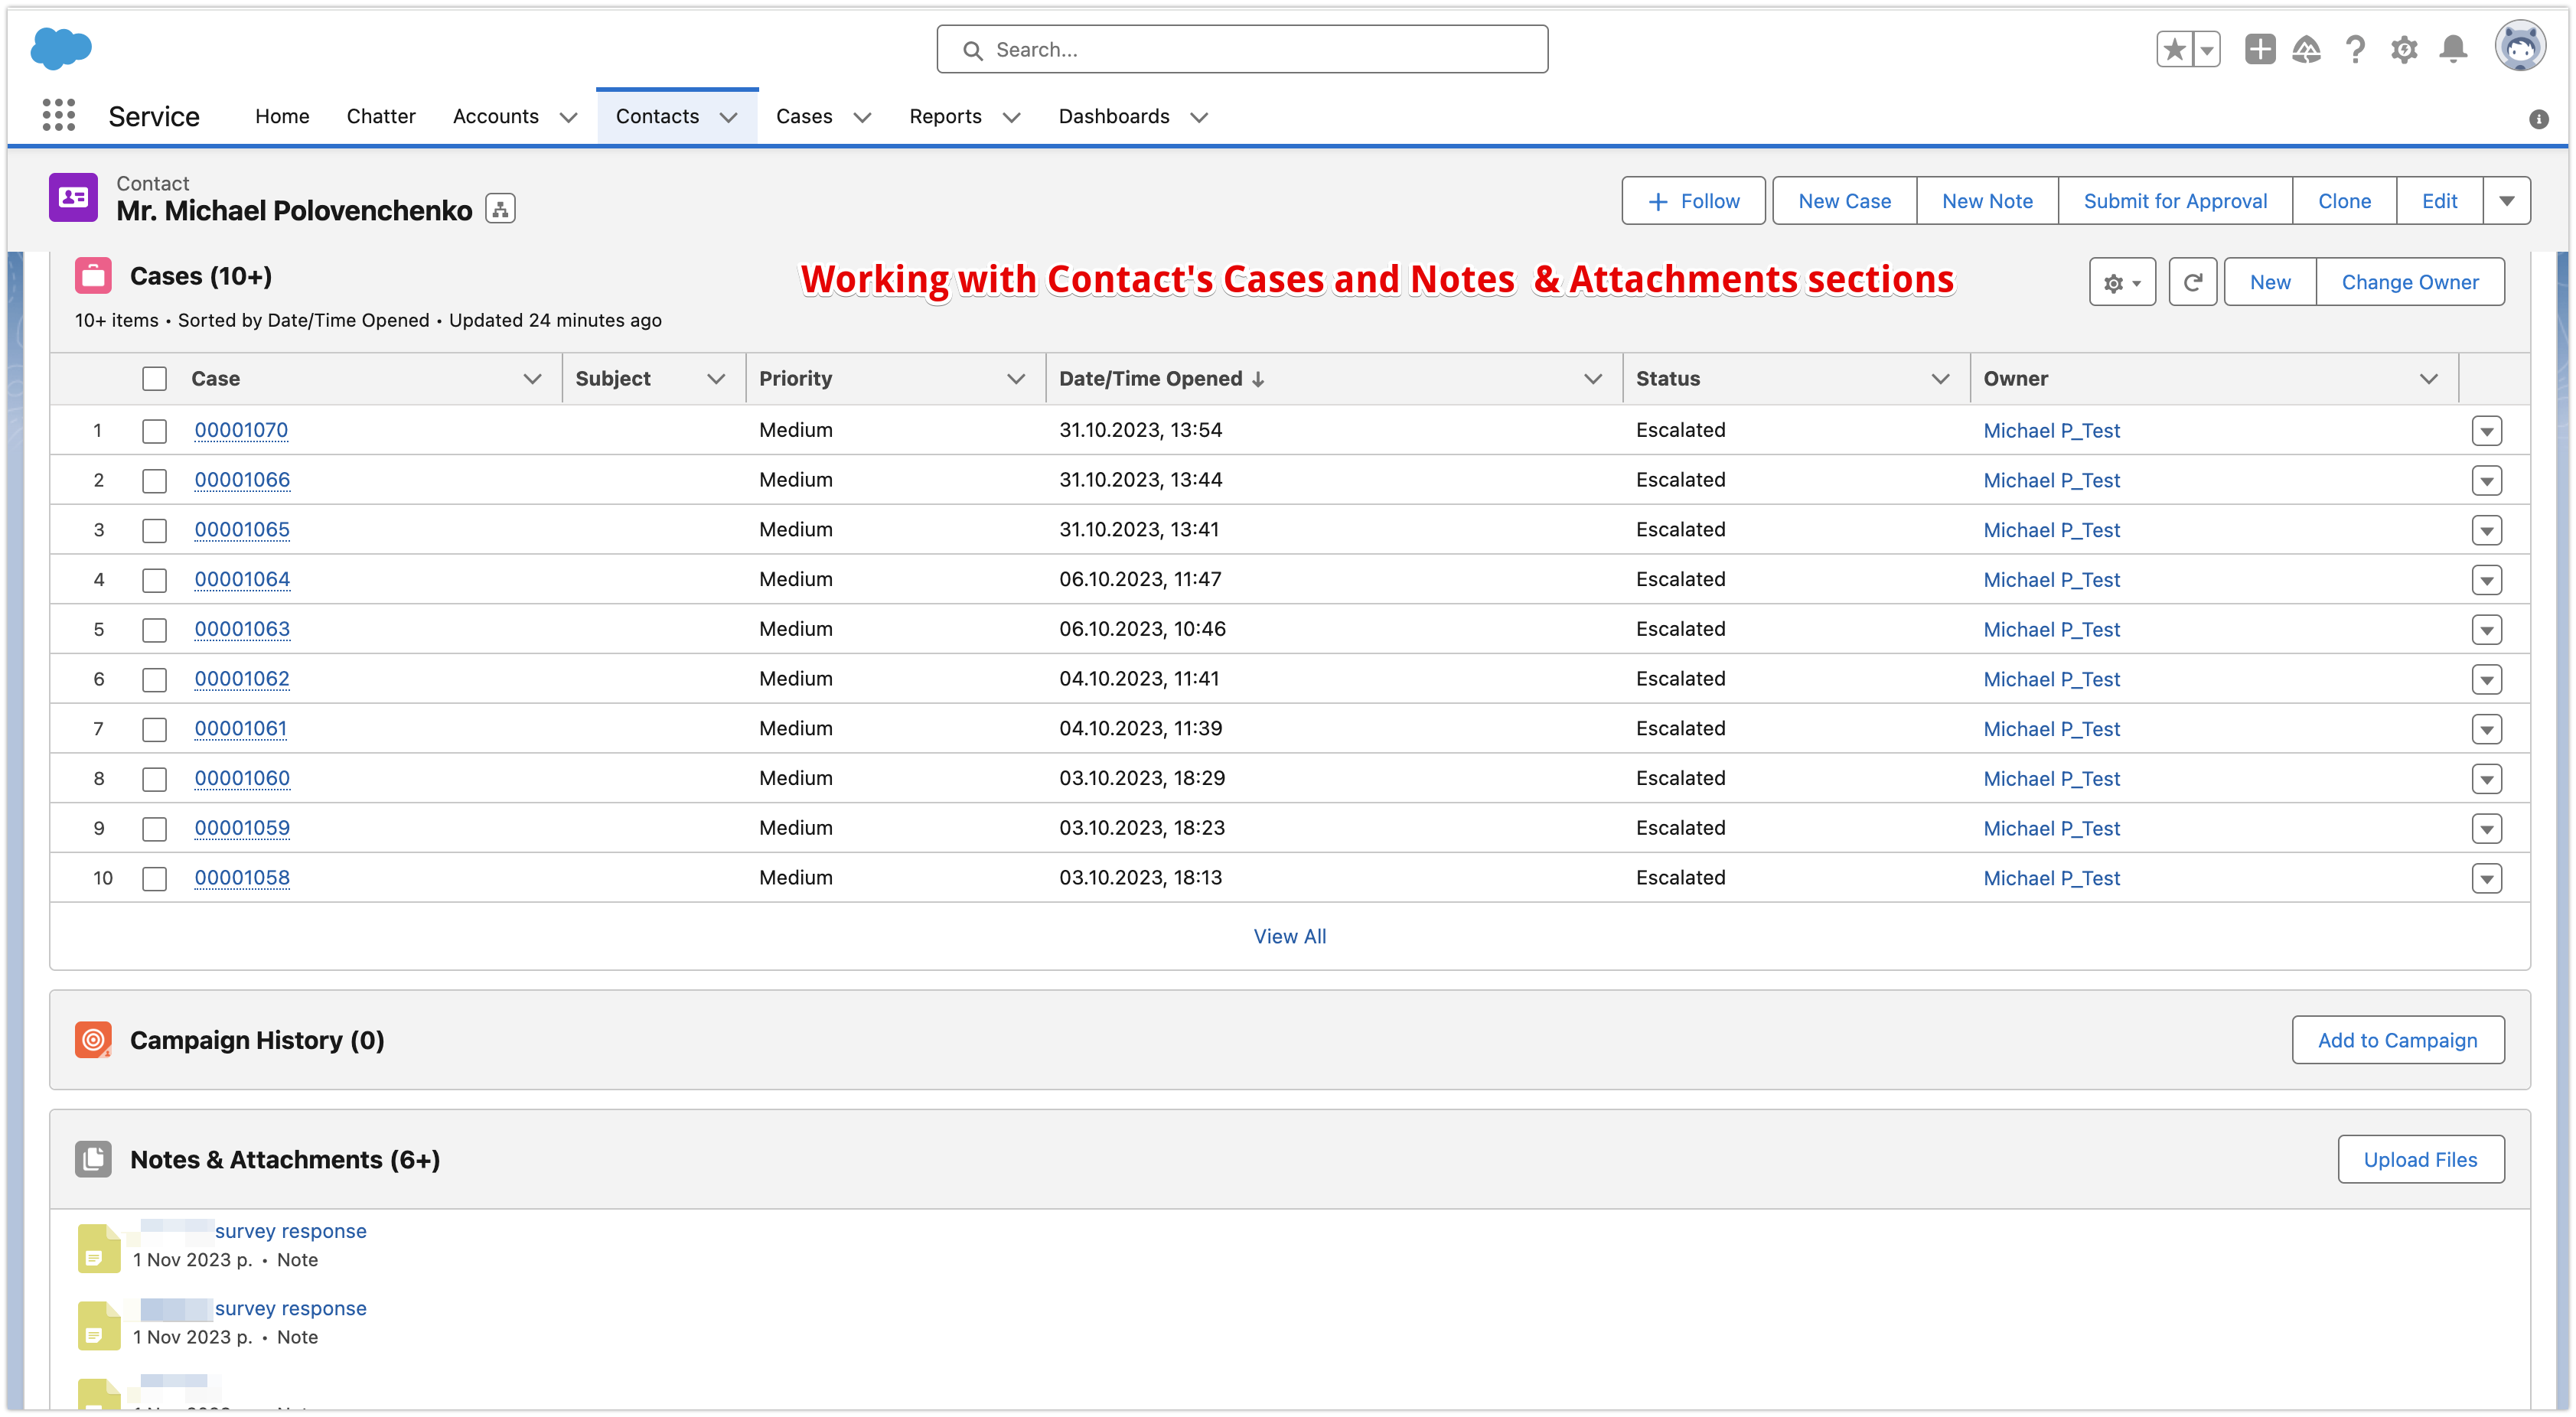 Search...
Service Home Chatter Accounts Contacts Cases Reports Dashboards
Contact
Mr. Michael Polovenchenko
Follow New Case New Note Submit for Approval Clone Edit
Cases (10+)
Working with Contact's Cases and Notes & Attachments sections
New Change Owner
10+ items • Sorted by Date/Time Opened • Updated 24 minutes ago
Case Subject Priority Date/Time Opened Status Owner
1 00001070 Medium 31.10.2023, 13:54 Escalated Michael P_Test
2 00001066 Medium 31.10.2023, 13:44 Escalated Michael P_Test
3 00001065 Medium 31.10.2023, 13:41 Escalated Michael P_Test
4 00001064 Medium 06.10.2023, 11:47 Escalated Michael P_Test
5 00001063 Medium 06.10.2023, 10:46 Escalated Michael P_Test
6 00001062 Medium 04.10.2023, 11:41 Escalated Michael P_Test
7 00001061 Medium 04.10.2023, 11:39 Escalated Michael P_Test
8 00001060 Medium 03.10.2023, 18:29 Escalated Michael P_Test
9 00001059 Medium 03.10.2023, 18:23 Escalated Michael P_Test
10 00001058 Medium 03.10.2023, 18:13 Escalated Michael P_Test
View All
Campaign History (0)
Add to Campaign
Notes & Attachments (6+)
Upload Files
survey response
1 Nov 2023 р. • Note
survey response
1 Nov 2023 р. • Note